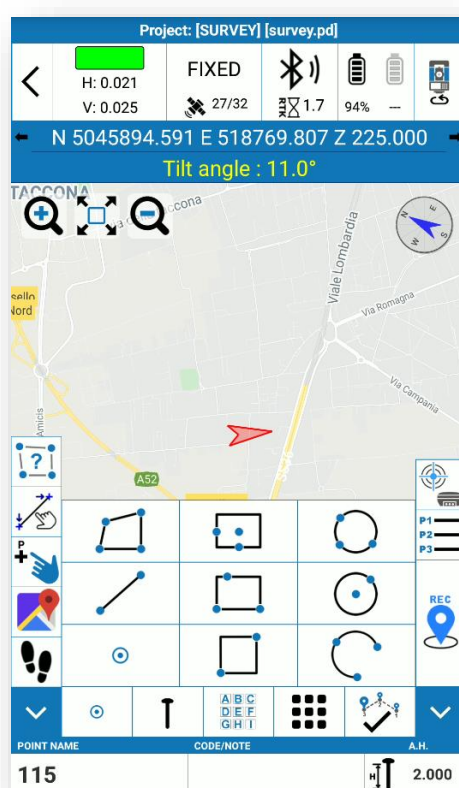 Project: [SURVEY] [survey.pd]
H: 0.021
V: 0.025
FIXED
27/32
RTK
1.7
94%
---
N 5045894.591 E 518769.807 Z 225.000
Tilt angle : 11.0°
TACCONA
cona
N
E
S
W
Viale Lombardia
Via Romagna
Via Campania
sello
Nord
Amicis
A52
?
P
P1
P2
P3
REC
A B C
D E F
G H I
POINT NAME
CODE/NOTE
A.H.
115
H
2.000